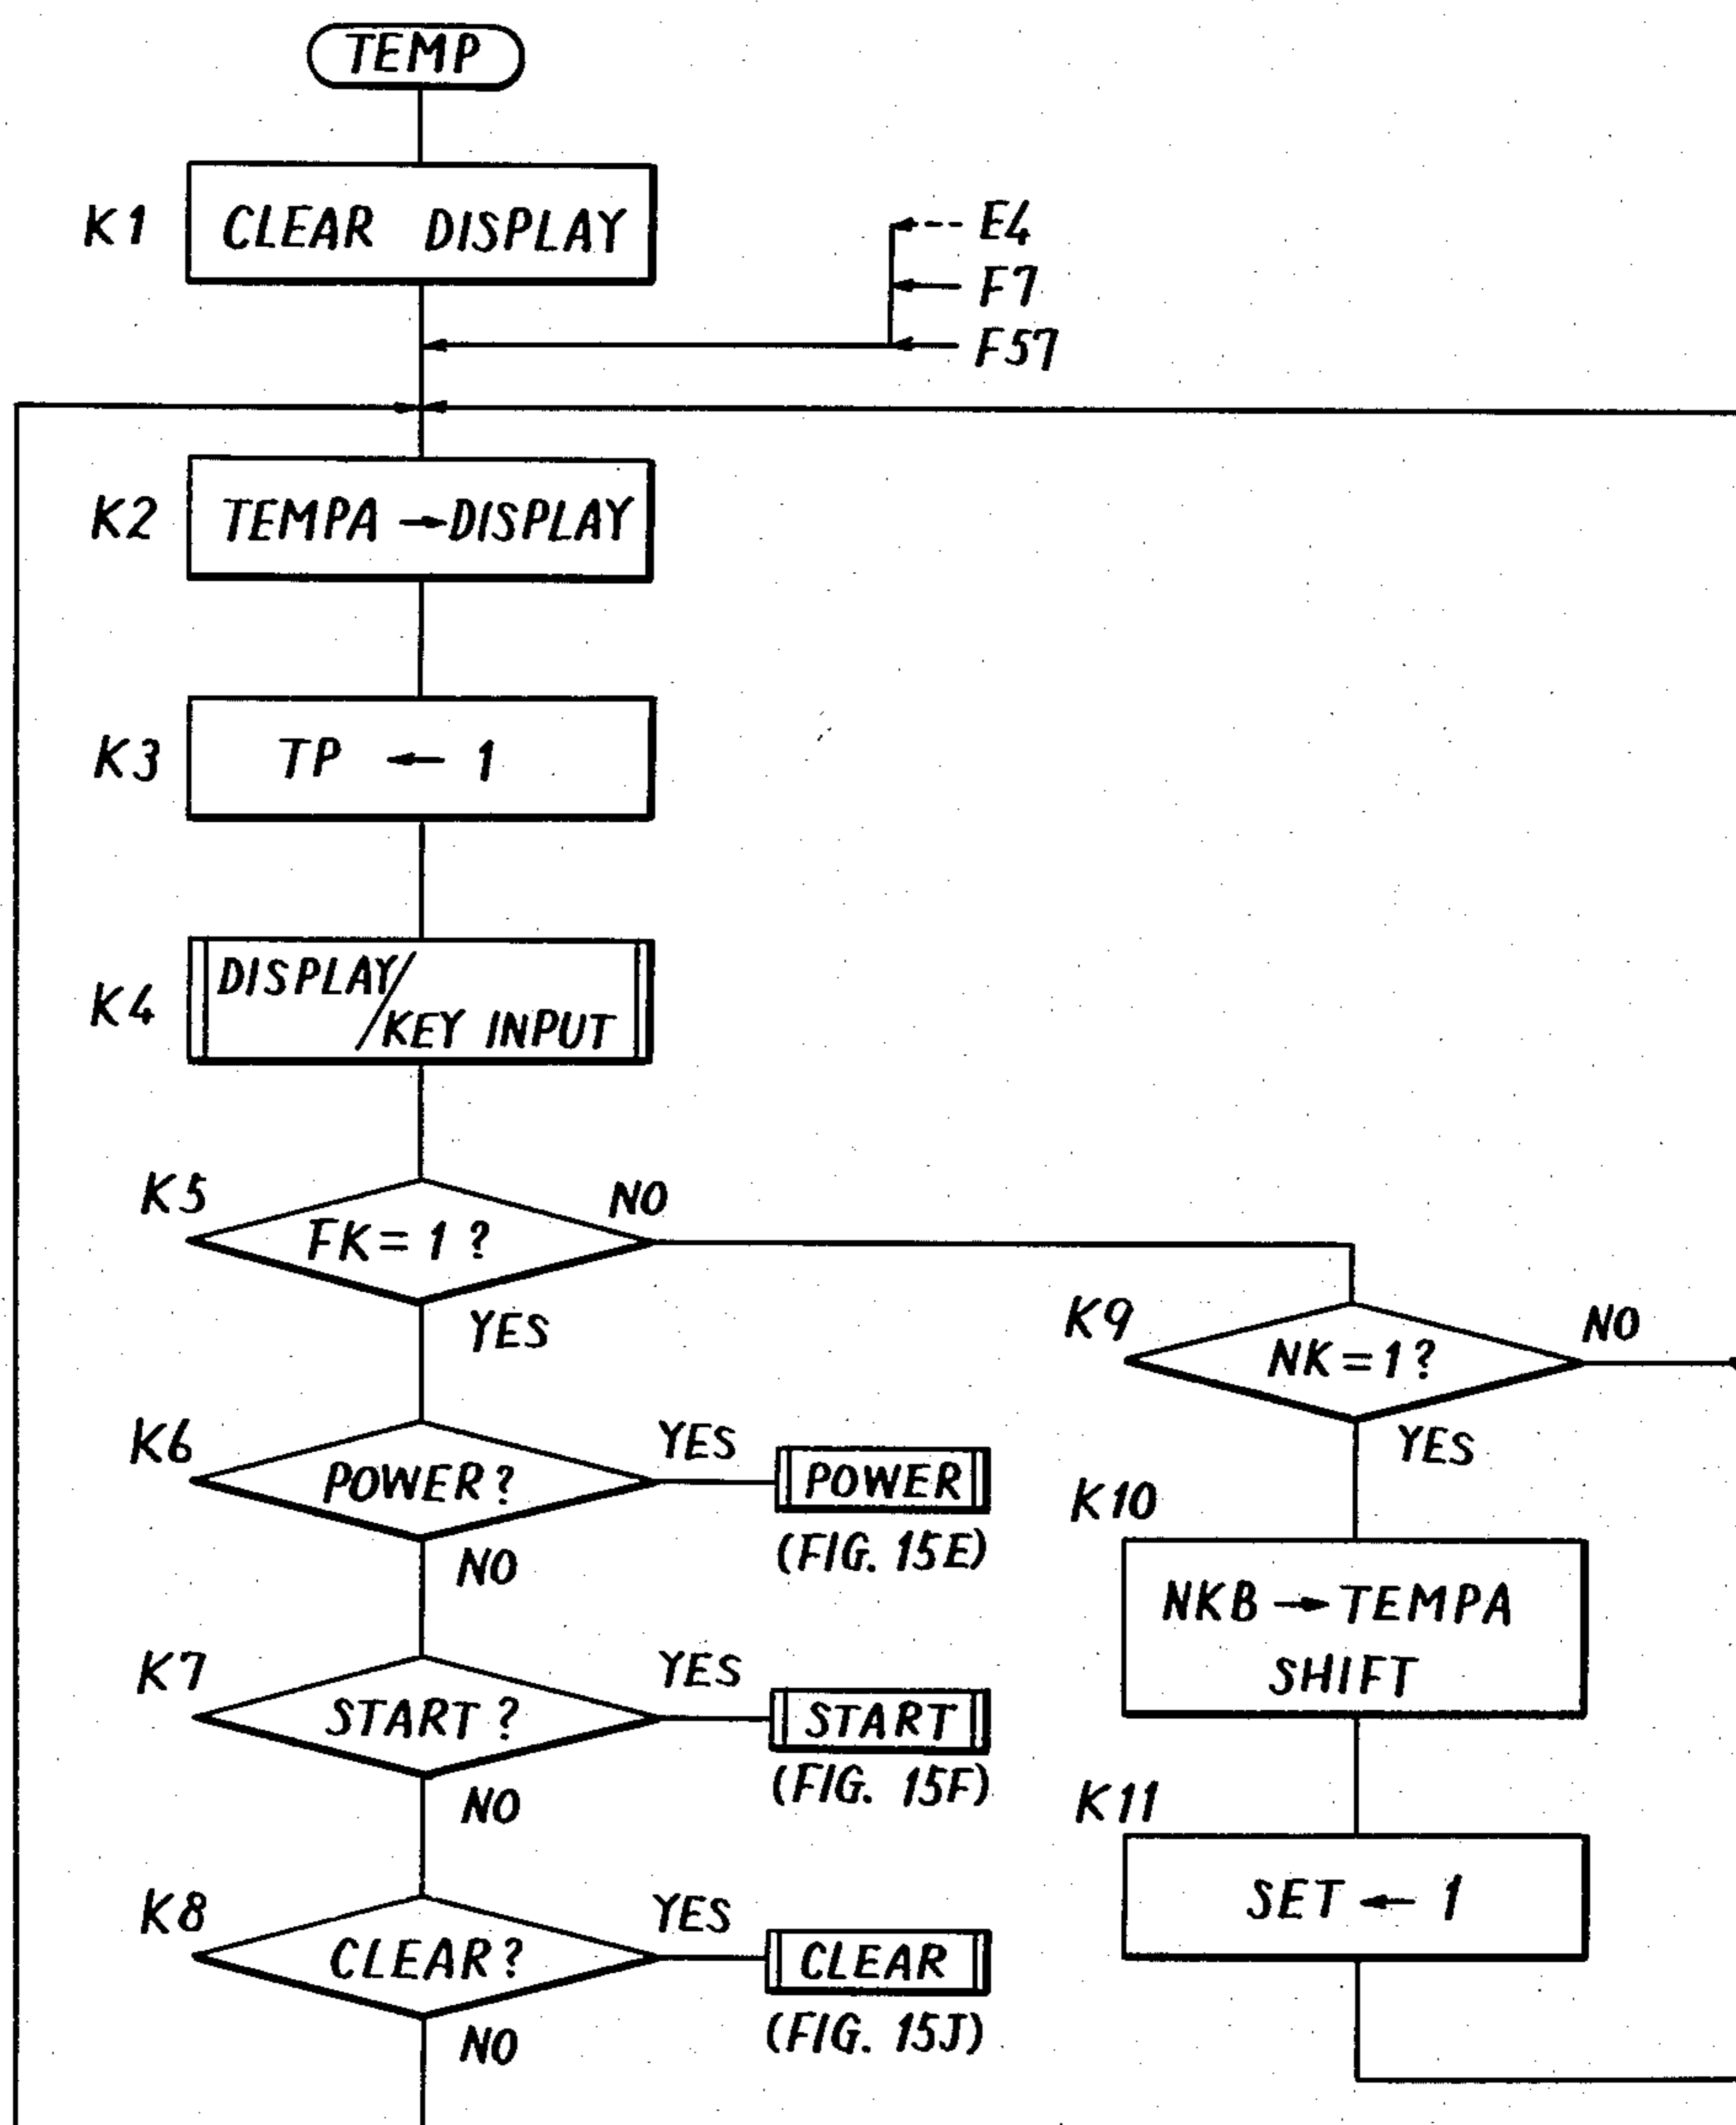 TEMP
K1
CLEAR DISPLAY
E4
F7
F57
K2
TEMPA → DISPLAY
K3
TP ← 1
K4
DISPLAY/
KEY INPUT
K5
FK = 1 ?
NO
YES
K9
NK = 1 ?
NO
YES
K6
POWER ?
YES
POWER
(FIG. 15E)
NO
K10
NKB → TEMPA
SHIFT
K7
START ?
YES
START
(FIG. 15F)
NO
K11
SET ← 1
K8
CLEAR ?
YES
CLEAR
(FIG. 15J)
NO